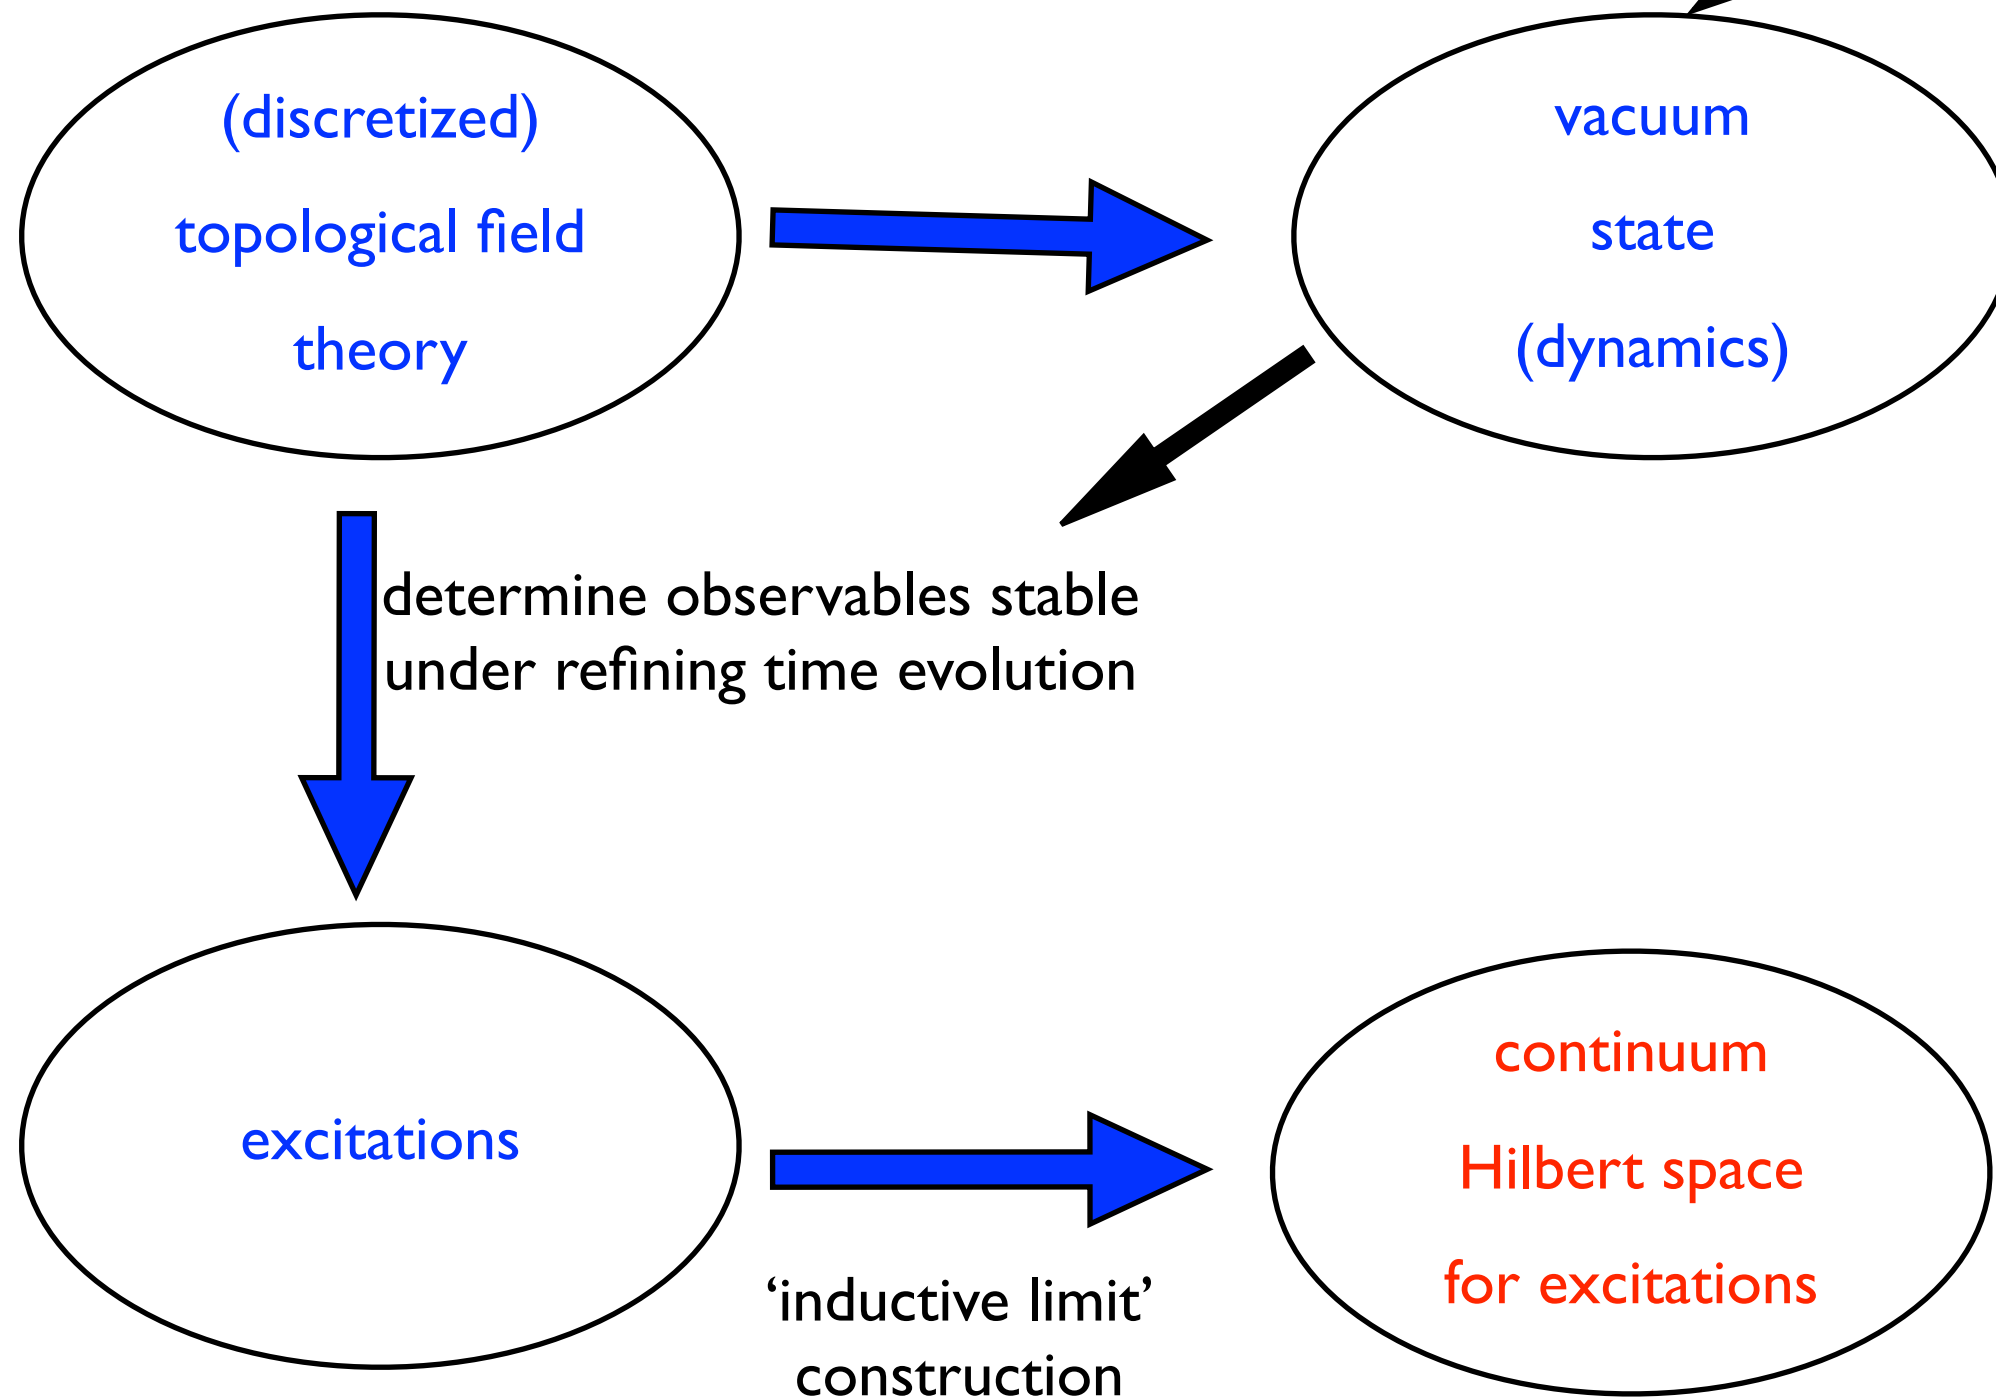 (discretized)
topological field
theory
vacuum
state
(dynamics)
determine observables stable
under refining time evolution
excitations
continuum
Hilbert space
for excitations
‘inductive limit’
construction